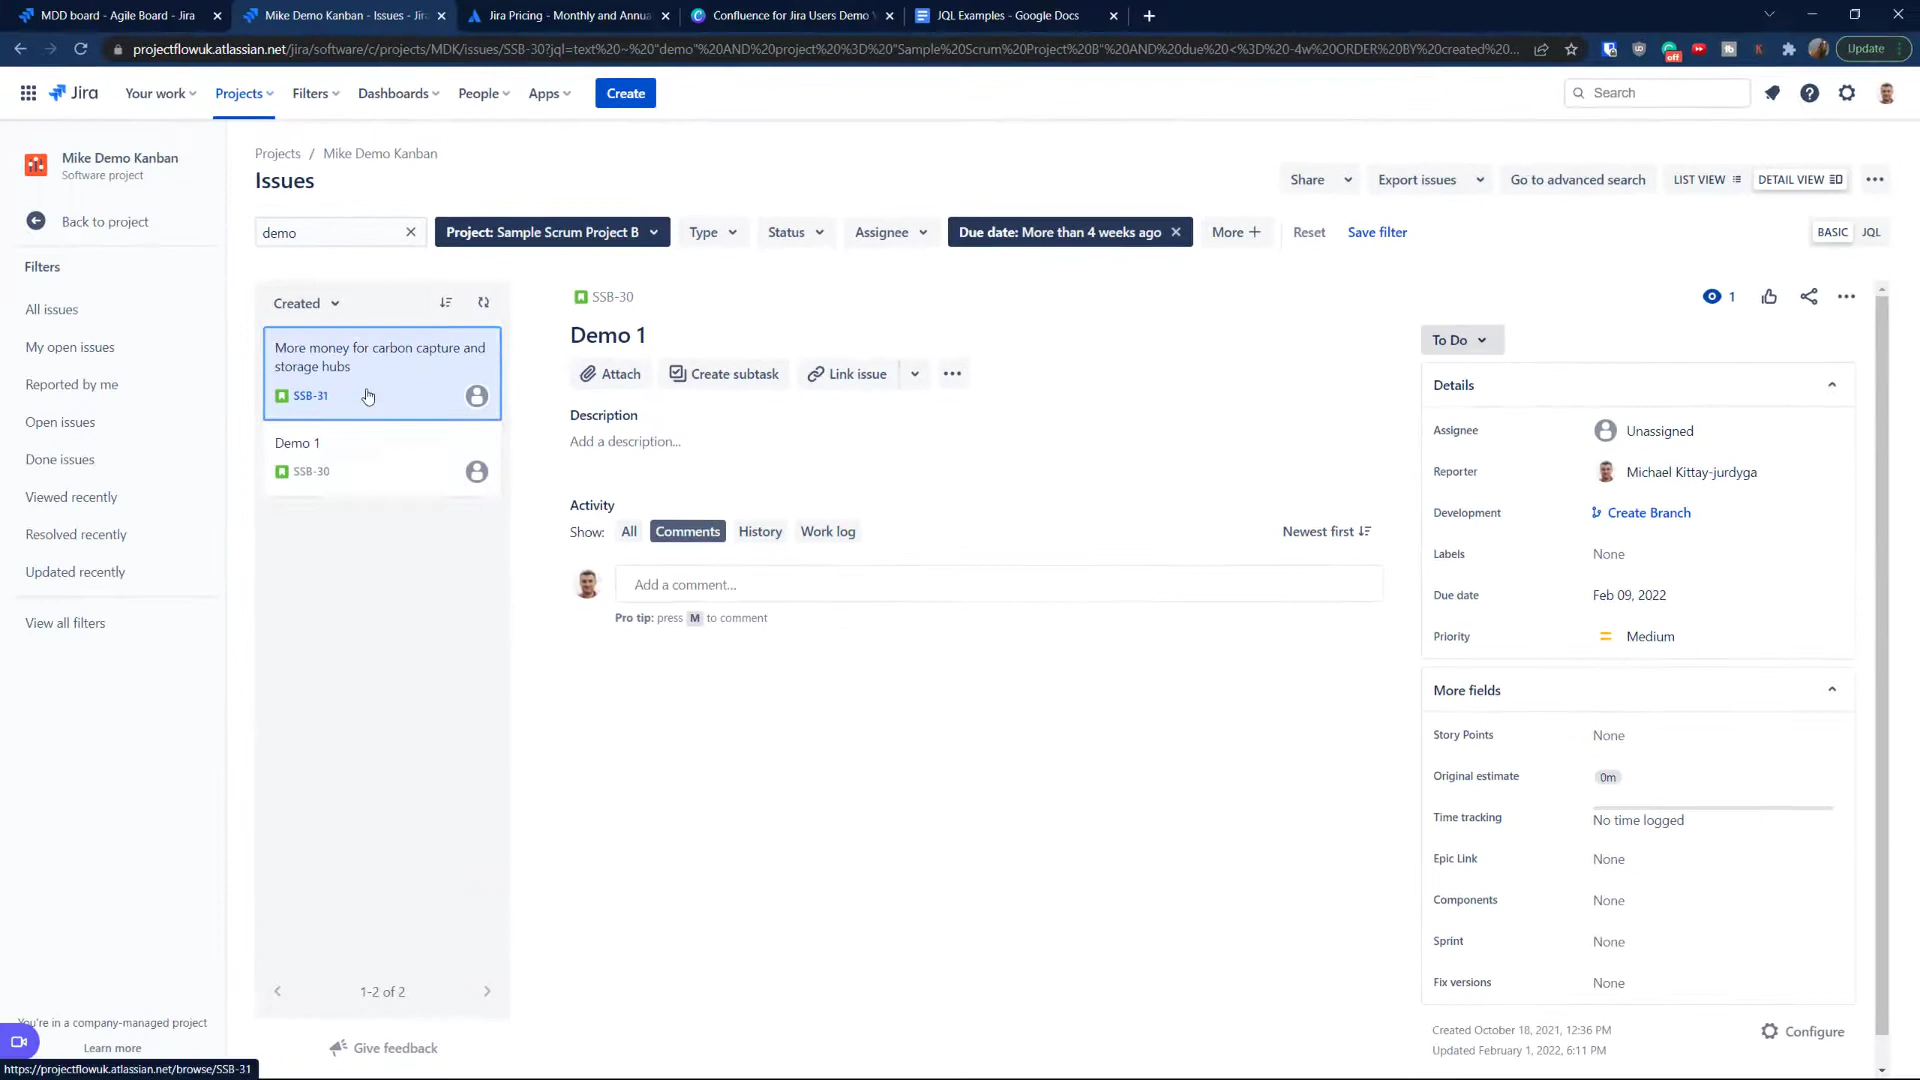 MDD board - Agile Board - Jira
Mike Demo Kanban - Issues - Jira
Jira Pricing - Monthly and Annua
Confluence for Jira Users Demo V
JQL Examples - Google Docs
projectflowuk.atlassian.net/jira/software/c/projects/MDK/issues/SSB-30?jql=text%20~%20"demo"%20AND%20project%20%3D%20"Sample%20Scrum%20Project%20B"%20AND%20due%20<%3D%20-4w%20ORDER%20BY%20created%20...
off
Update
Jira
Your work
Projects
Filters
Dashboards
People
Apps
Create
Search
Mike Demo Kanban
Software project
Back to project
Filters
All issues
My open issues
Reported by me
Open issues
Done issues
Viewed recently
Resolved recently
Updated recently
View all filters
You're in a company-managed project
Learn more
https://projectflowuk.atlassian.net/browse/SSB-31
Projects / Mike Demo Kanban
Issues
Share
Export issues
Go to advanced search
LIST VIEW
DETAIL VIEW
demo
Project: Sample Scrum Project B
Type
Status
Assignee
Due date: More than 4 weeks ago
More
Reset
Save filter
BASIC
JQL
Created
More money for carbon capture and
storage hubs
SSB-31
Demo 1
SSB-30
1-2 of 2
Give feedback
SSB-30
1
Demo 1
Attach
Create subtask
Link issue
Description
Add a description...
Activity
Show:
All
Comments
History
Work log
Newest first
Add a comment...
Pro tip: press M to comment
To Do
Details
Assignee
Unassigned
Reporter
Michael Kittay-jurdyga
Development
Create Branch
Labels
None
Due date
Feb 09, 2022
Priority
Medium
More fields
Story Points
None
Original estimate
0m
Time tracking
No time logged
Epic Link
None
Components
None
Sprint
None
Fix versions
None
Created October 18, 2021, 12:36 PM
Updated February 1, 2022, 6:11 PM
Configure